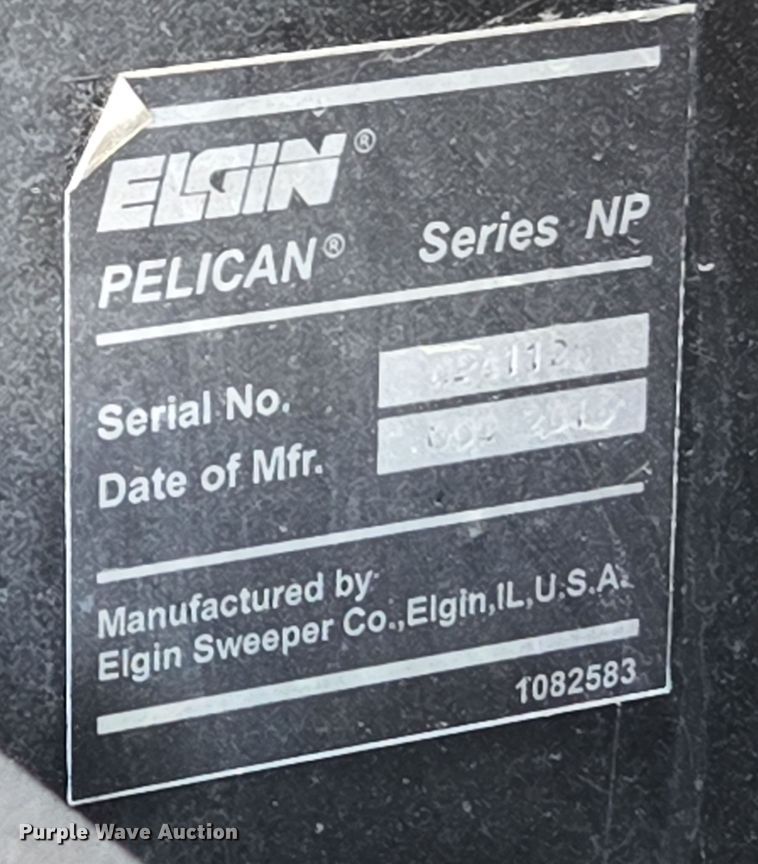 ELGIN®
PELICAN® Series NP
Serial No.
Date of Mfr.
Manufactured by:
Elgin Sweeper Co.,Elgin,IL,U.S.A.
1082583
Purple Wave Auction